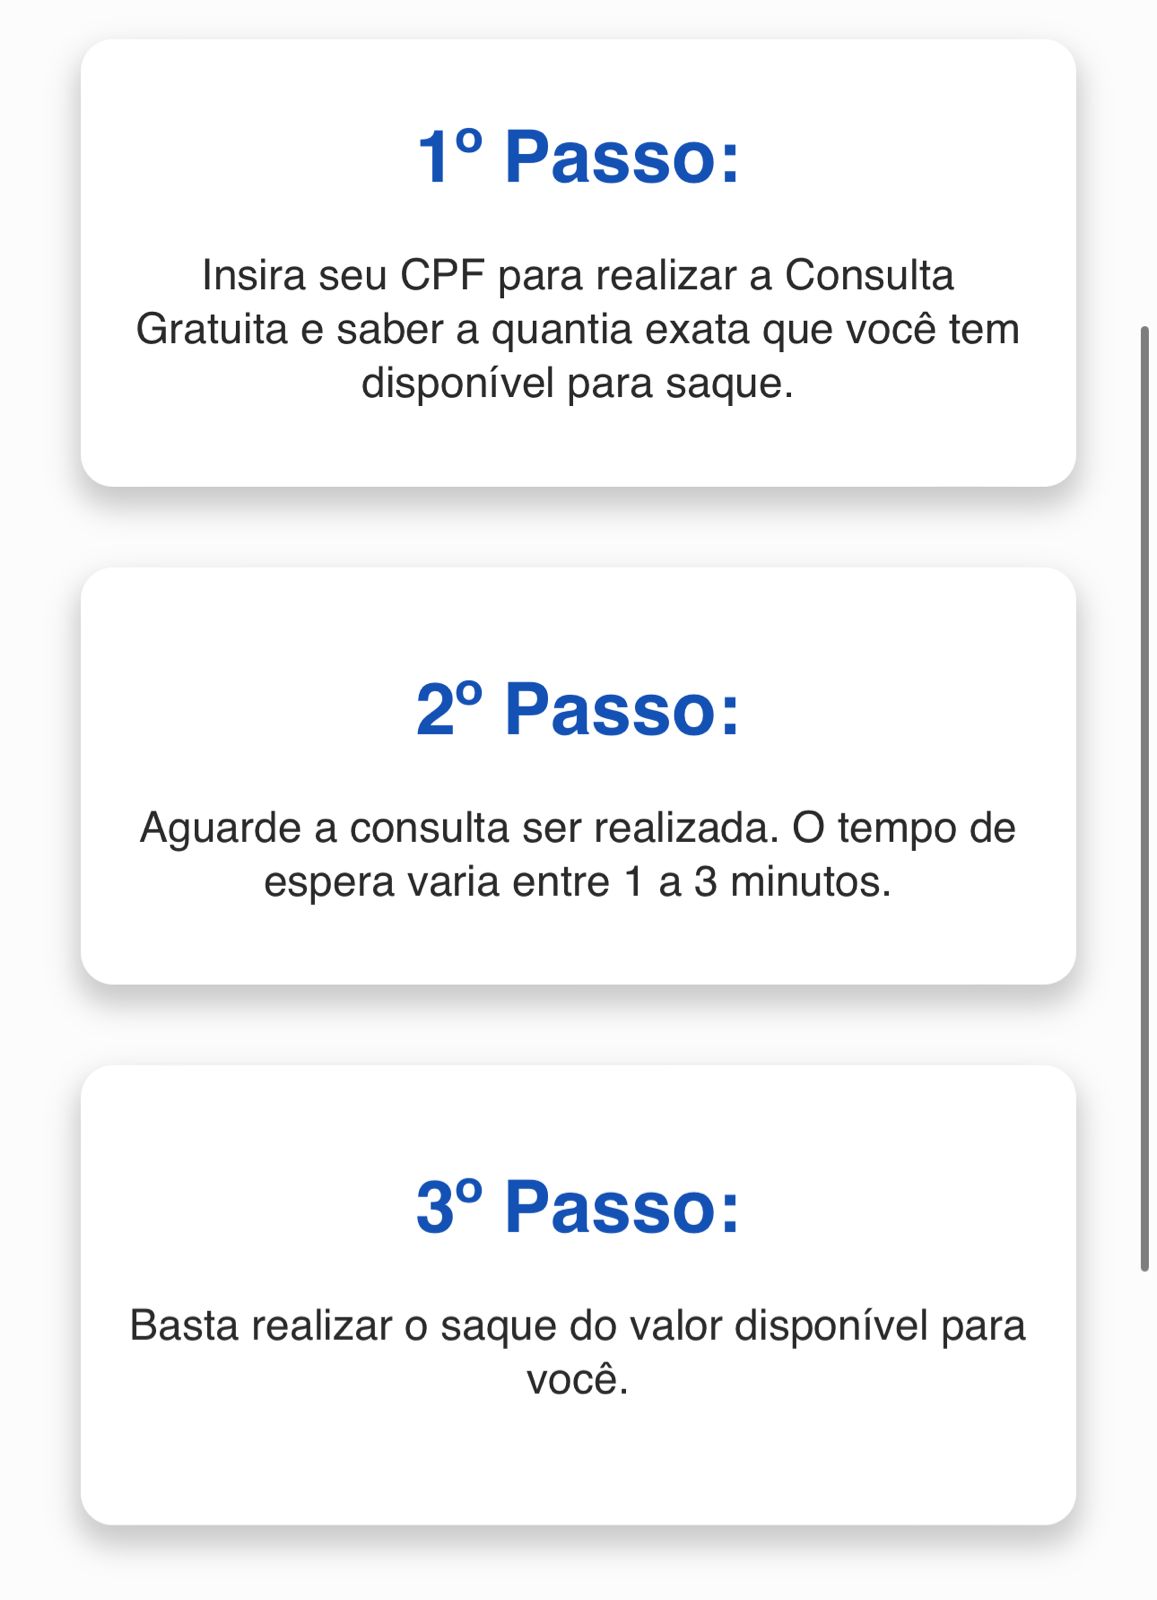 1º Passo:
Insira seu CPF para realizar a Consulta
Gratuita e saber a quantia exata que você tem
disponível para saque.
2º Passo:
Aguarde a consulta ser realizada. O tempo de
espera varia entre 1 a 3 minutos.
3º Passo:
Basta realizar o saque do valor disponível para
você.